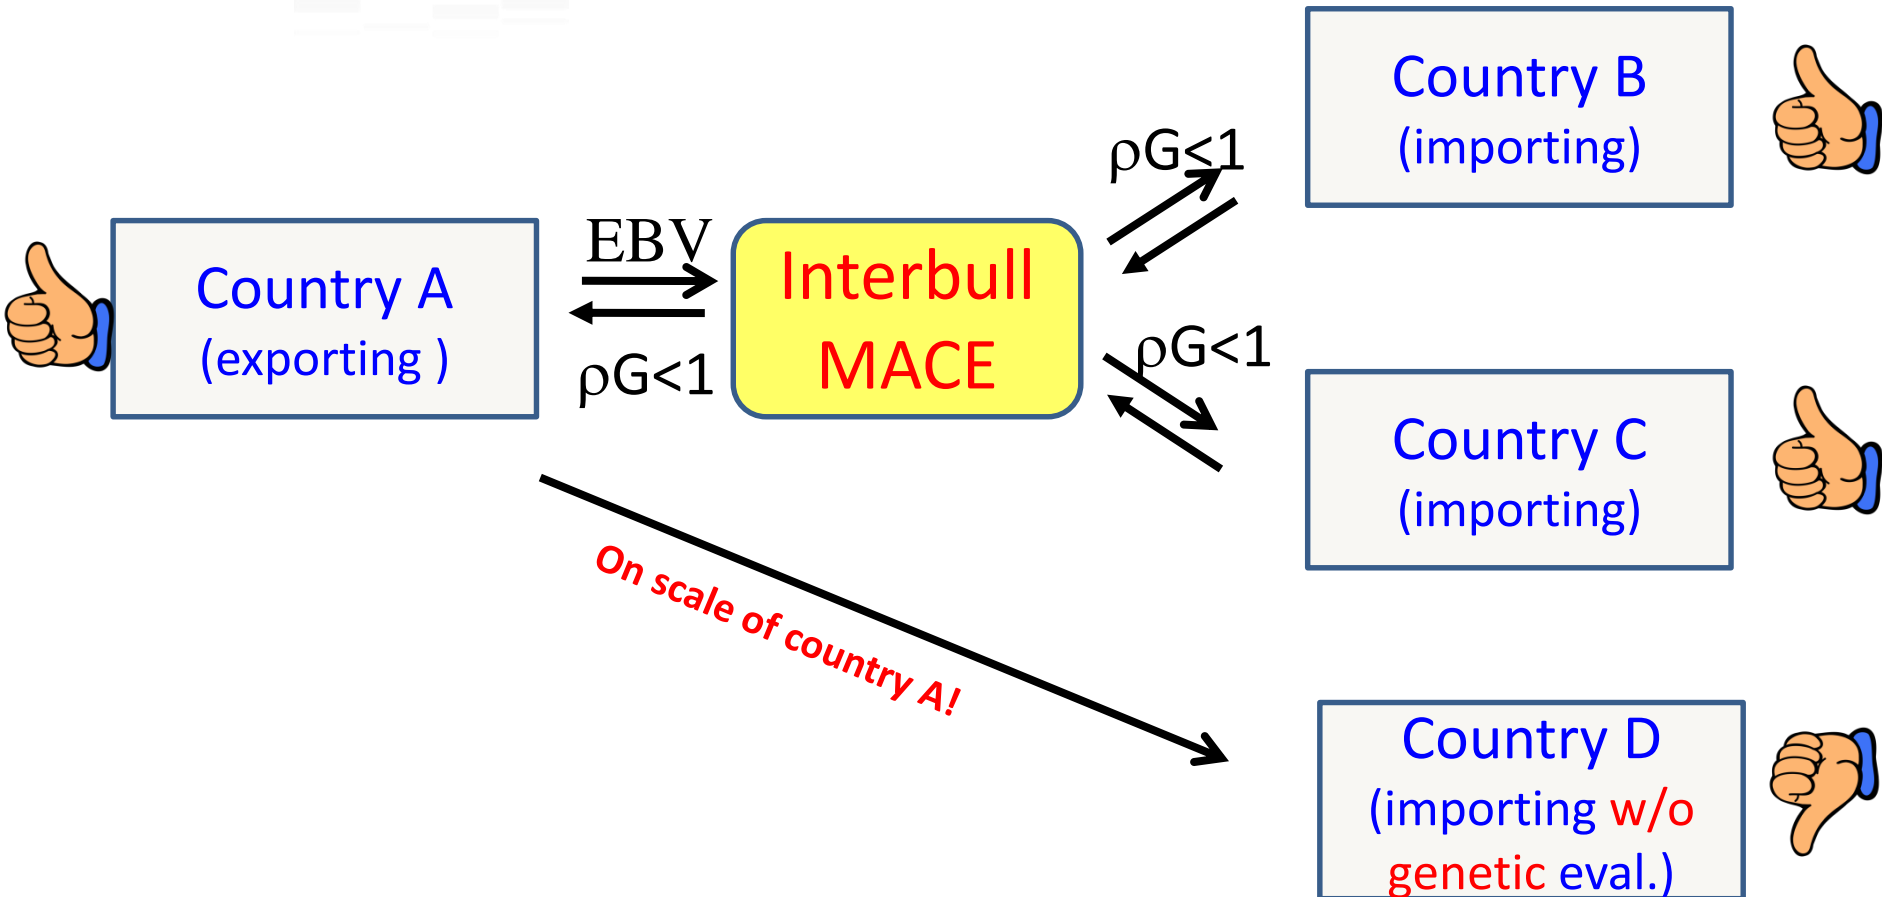 Country A
(exporting )
EBV
ρG<1
Interbull
MACE
ρG<1
Country B
(importing)
ρG<1
Country C
(importing)
On scale of country A!
Country D
(importing w/o
genetic eval.)